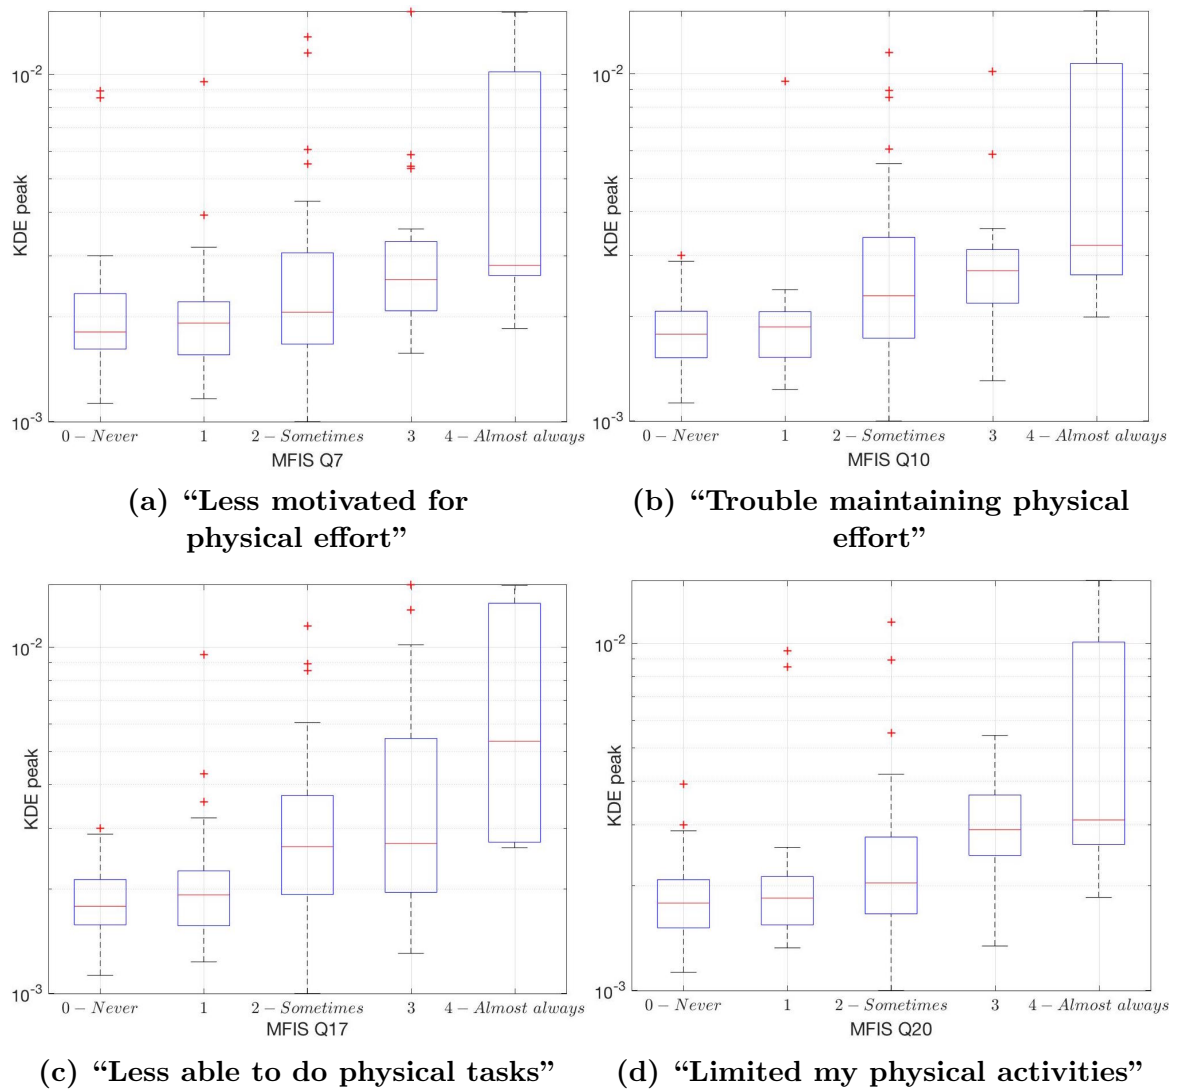 10-2
KDE peak
10-3
0 – Never 1 2 – Sometimes 3 4 – Almost always
MFIS Q7
(a) “Less motivated for
physical effort”
10-2
KDE peak
10-3
0 – Never 1 2 – Sometimes 3 4 – Almost always
MFIS Q10
(b) “Trouble maintaining physical
effort”
10-2
KDE peak
10-3
0 – Never 1 2 – Sometimes 3 4 – Almost always
MFIS Q17
(c) “Less able to do physical tasks”
10-2
KDE peak
10-3
0 – Never 1 2 – Sometimes 3 4 – Almost always
MFIS Q20
(d) “Limited my physical activities”